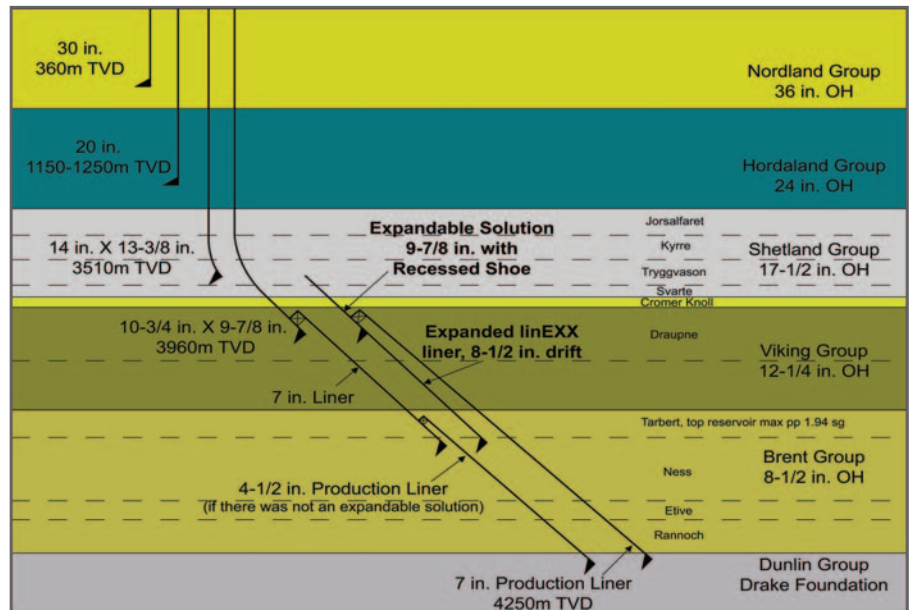 30 in.
360m TVD
Nordland Group
36 in. OH
20 in.
1150-1250m TVD
Hordaland Group
24 in. OH
Jorsalfaret
Expandable Solution
9-7/8 in. with
Recessed Shoe
14 in. X 13-3/8 in.
3510m TVD
Kyrre
Shetland Group
17-1/2 in. OH
Tryggvason
Svarte
Cromer Knoll
10-3/4 in. X 9-7/8 in.
3960m TVD
Expanded linEXX
liner, 8-1/2 in. drift
Draupne
Viking Group
12-1/4 in. OH
7 in. Liner
Tarbert, top reservoir max pp 1.94 sg
Brent Group
8-1/2 in. OH
Ness
4-1/2 in. Production Liner
(if there was not an expandable solution)
Etive
Rannoch
7 in. Production Liner
4250m TVD
Dunlin Group
Drake Foundation